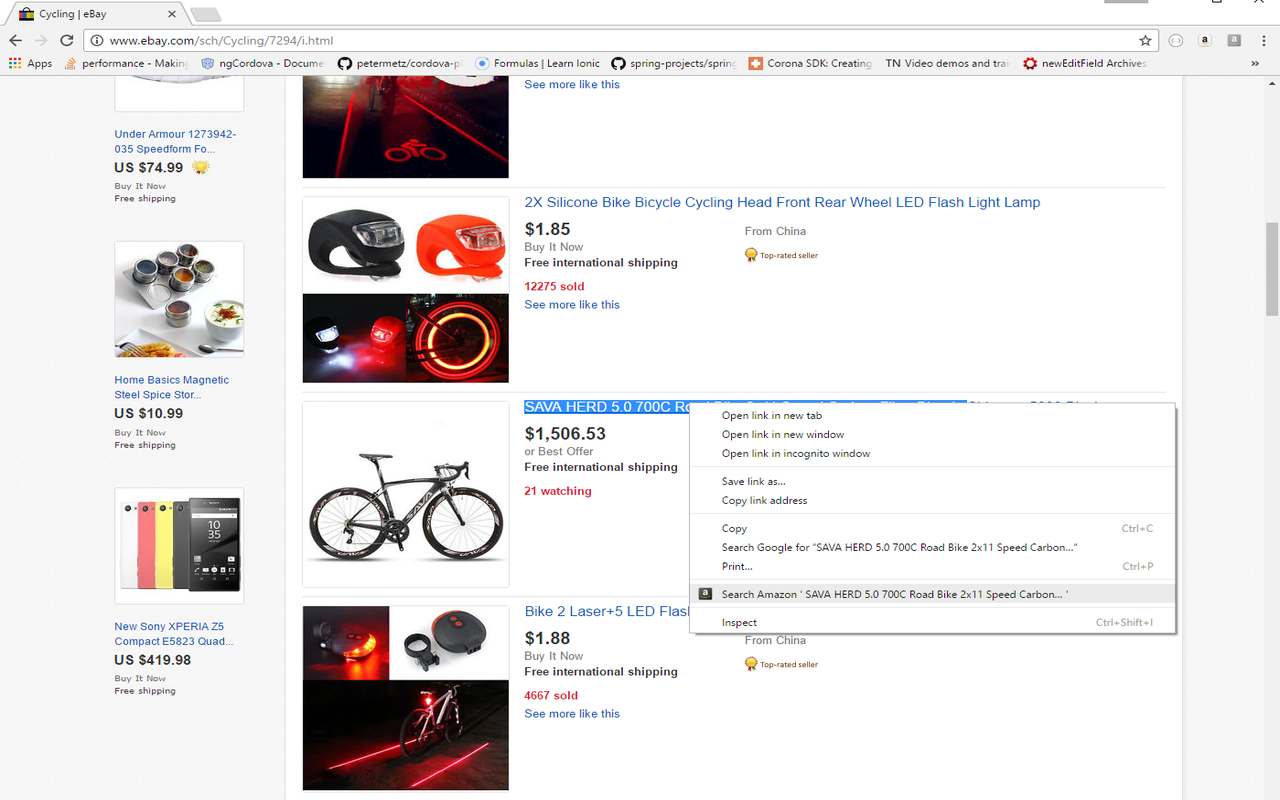 Cycling | eBay
www.ebay.com/sch/Cycling/7294/i.html
Apps
performance - Making
ngCordova - Docume
petermetz/cordova-pl
Formulas | Learn Ionic
spring-projects/spring
Corona SDK: Creating
TN Video demos and trai
newEditField Archives
Under Armour 1273942-
035 Speedform Fo...
US $74.99
Buy It Now
Free shipping
Home Basics Magnetic
Steel Spice Stor...
US $10.99
Buy It Now
Free shipping
SONY
10
35
New Sony XPERIA Z5
Compact E5823 Quad...
US $419.98
Buy It Now
Free shipping
See more like this
2X Silicone Bike Bicycle Cycling Head Front Rear Wheel LED Flash Light Lamp
$1.85
From China
Buy It Now
Free international shipping
Top-rated seller
12275 sold
See more like this
SAVA HERD 5.0 700C
$1,506.53
or Best Offer
Free international shipping
21 watching
SAVA
Open link in new tab
Open link in new window
Open link in incognito window
Save link as...
Copy link address
Copy Ctrl+C
Search Google for “SAVA HERD 5.0 700C Road Bike 2x11 Speed Carbon...”
Print... Ctrl+P
Search Amazon ' SAVA HERD 5.0 700C Road Bike 2x11 Speed Carbon... '
Inspect Ctrl+Shift+I
Bike 2 Laser+5 LED Flash
$1.88
From China
Buy It Now
Free international shipping
Top-rated seller
4667 sold
See more like this